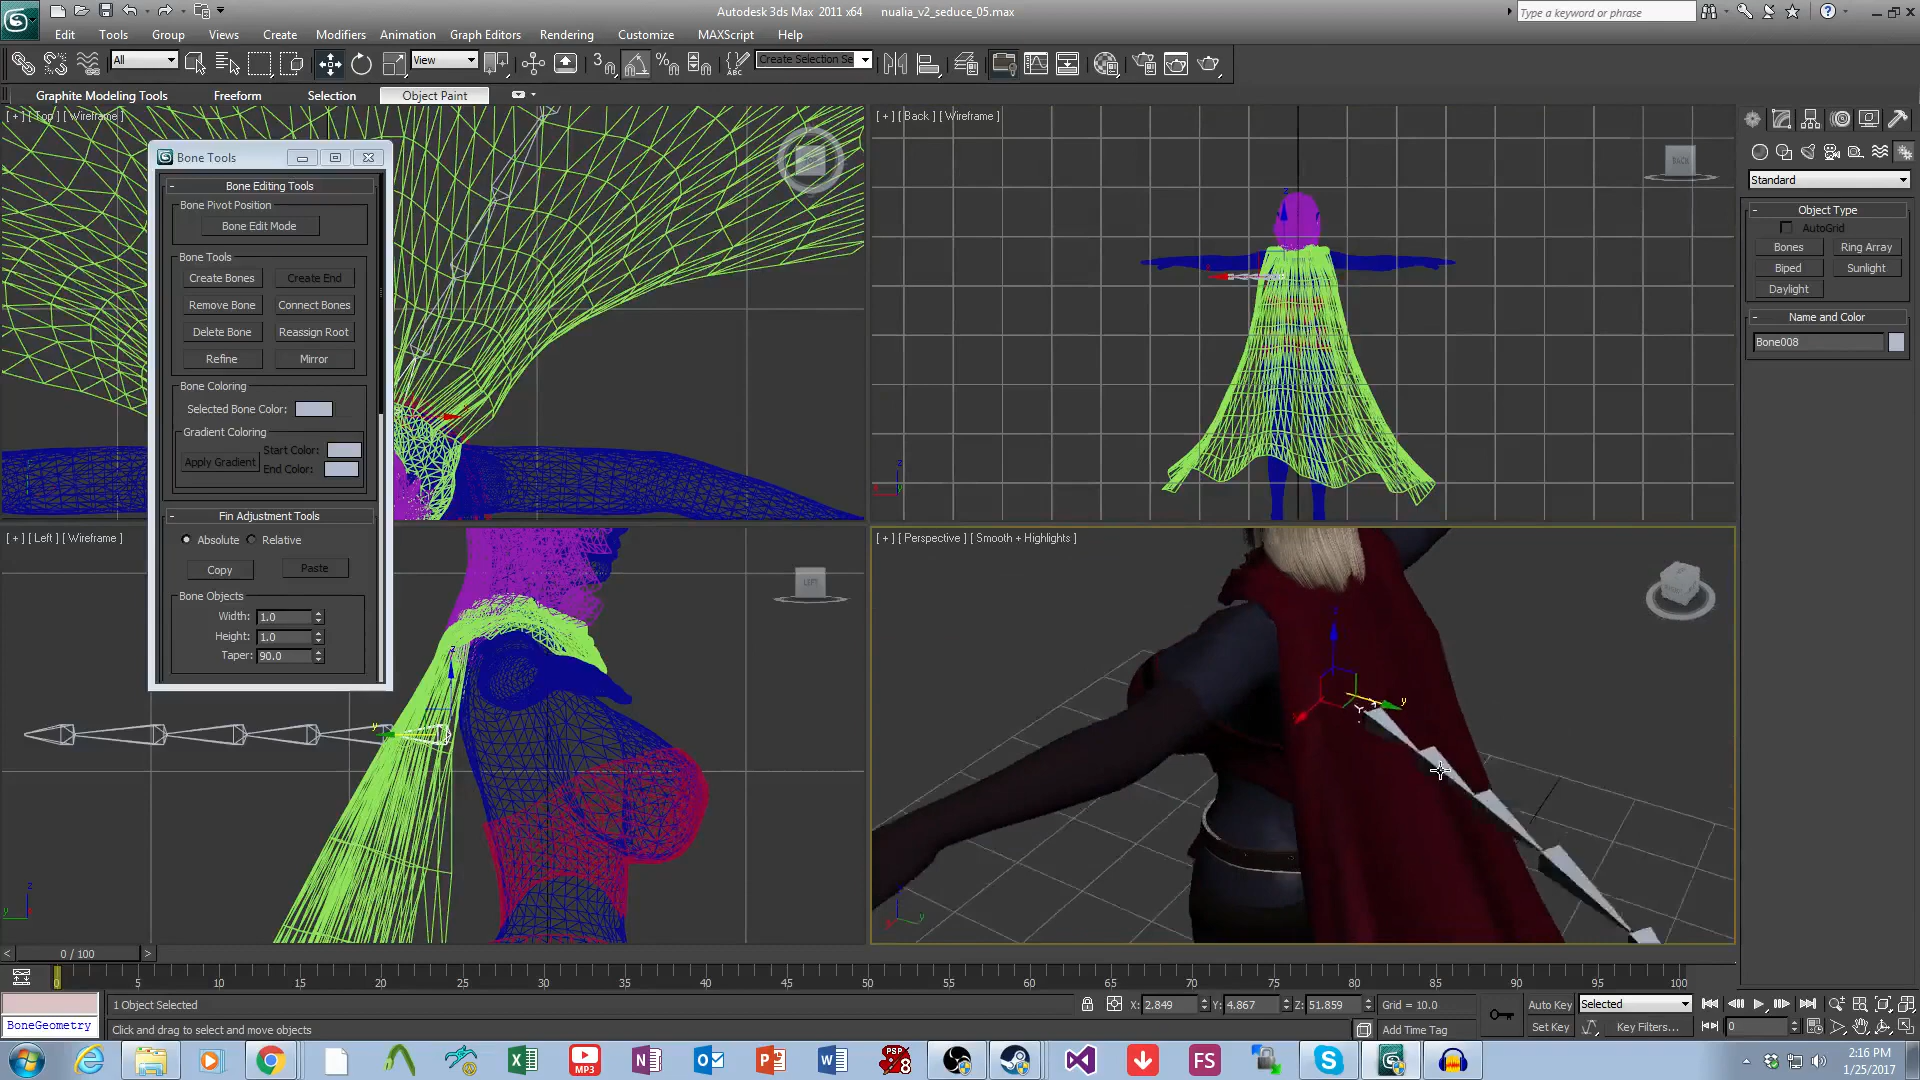 Autodesk 3ds Max 2011 x64 nualia_v2_seduce_05.max
Type a keyword or phrase
Edit Tools Group Views Create Modifiers Animation Graph Editors Rendering Customize MAXScript Help
All
View
3
Create Selection Se
Graphite Modeling Tools Freeform Selection Object Paint
[ + ] [ Top ] [ Wireframe ]
[ + ] [ Back ] [ Wireframe ]
BACK
Bone Tools
Bone Editing Tools
Bone Pivot Position
Bone Edit Mode
Bone Tools
Create Bones Create End
Remove Bone Connect Bones
Delete Bone Reassign Root
Refine Mirror
Bone Coloring
Selected Bone Color:
Gradient Coloring
Start Color:
Apply Gradient
End Color:
Fin Adjustment Tools
Absolute Relative
Copy Paste
Bone Objects
Width: 1.0
Height: 1.0
Taper: 90.0
[ + ] [ Left ] [ Wireframe ]
LEFT
[ + ] [ Perspective ] [ Smooth + Highlights ]
Standard
Object Type
AutoGrid
Bones Ring Array
Biped Sunlight
Daylight
Name and Color
Bone008
0 / 100
5 10 15 20 25 30 35 40 45 50 55 60 65 70 75 80 85 90 95 100
1 Object Selected
X: 2.849 Y: 4.867 Z: 51.859 Grid = 10.0
Auto Key Selected
BoneGeometry
Click and drag to select and move objects
Add Time Tag
Set Key Key Filters...
0
MP3
PSP
8
FS
2:16 PM
1/25/2017